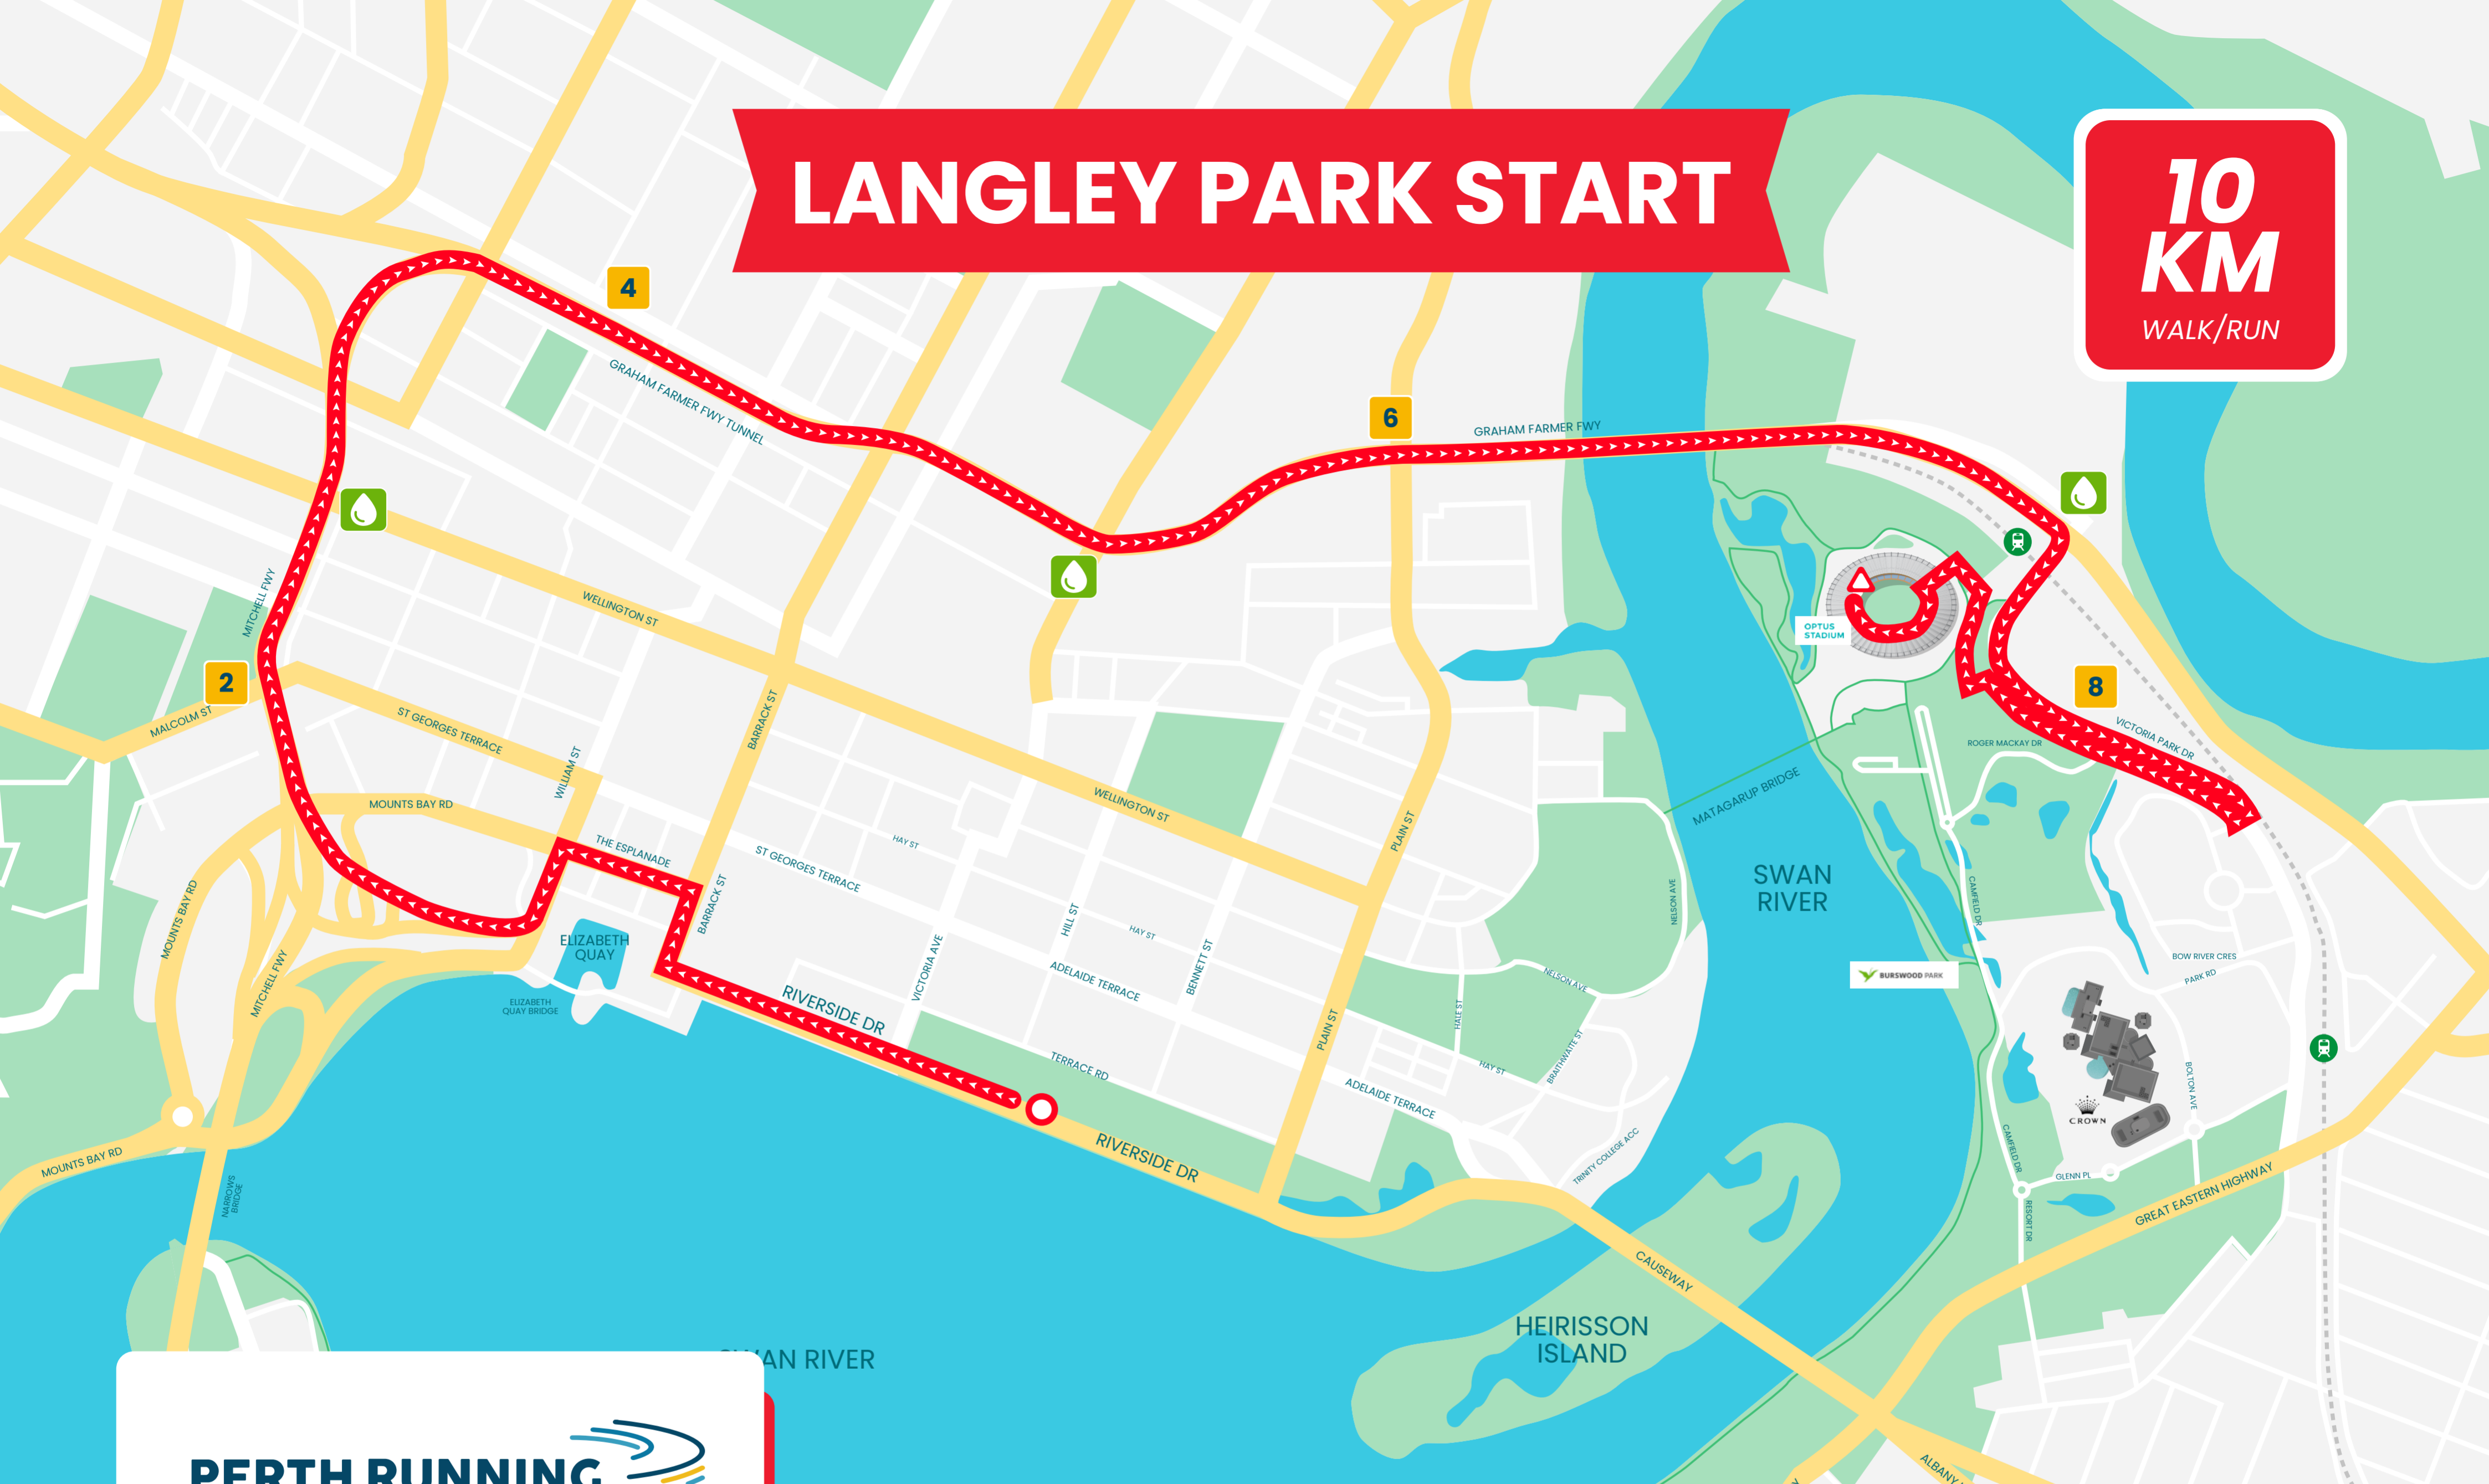 LANGLEY PARK START
10
KM
WALK/RUN
4
GRAHAM FARMER FWY TUNNEL
6
GRAHAM FARMER FWY
MITCHELL FWY
WELLINGTON ST
OPTUS
STADIUM
2
MALCOLM ST
ST GEORGES TERRACE
BARRACK ST
8
VICTORIA PARK DR
ROGER MACKAY DR
WILLIAM ST
MOUNTS BAY RD
MATAGARUP BRIDGE
WELLINGTON ST
PLAIN ST
THE ESPLANADE
HAY ST
ST GEORGES TERRACE
SWAN
RIVER
NELSON AVE
CAMFIELD DR
BARRACK ST
MOUNTS BAY RD
ELIZABETH
QUAY
HILL ST
HAY ST
BENNETT ST
VICTORIA AVE
ADELAIDE TERRACE
NELSON AVE
BURSWOOD PARK
BOW RIVER CRES
PARK RD
MITCHELL FWY
ELIZABETH
QUAY BRIDGE
RIVERSIDE DR
HALE ST
PLAIN ST
TERRACE RD
HAY ST
BRAITHWAITE ST
ADELAIDE TERRACE
BOLTON AVE
CROWN
RIVERSIDE DR
TRINITY COLLEGE ACC
CAMFIELD DR
GLENN PL
MOUNTS BAY RD
NARROWS
BRIDGE
RESORT DR
GREAT EASTERN HIGHWAY
CAUSEWAY
HEIRISSON
ISLAND
SWAN RIVER
PERTH RUNNING
ALBANY